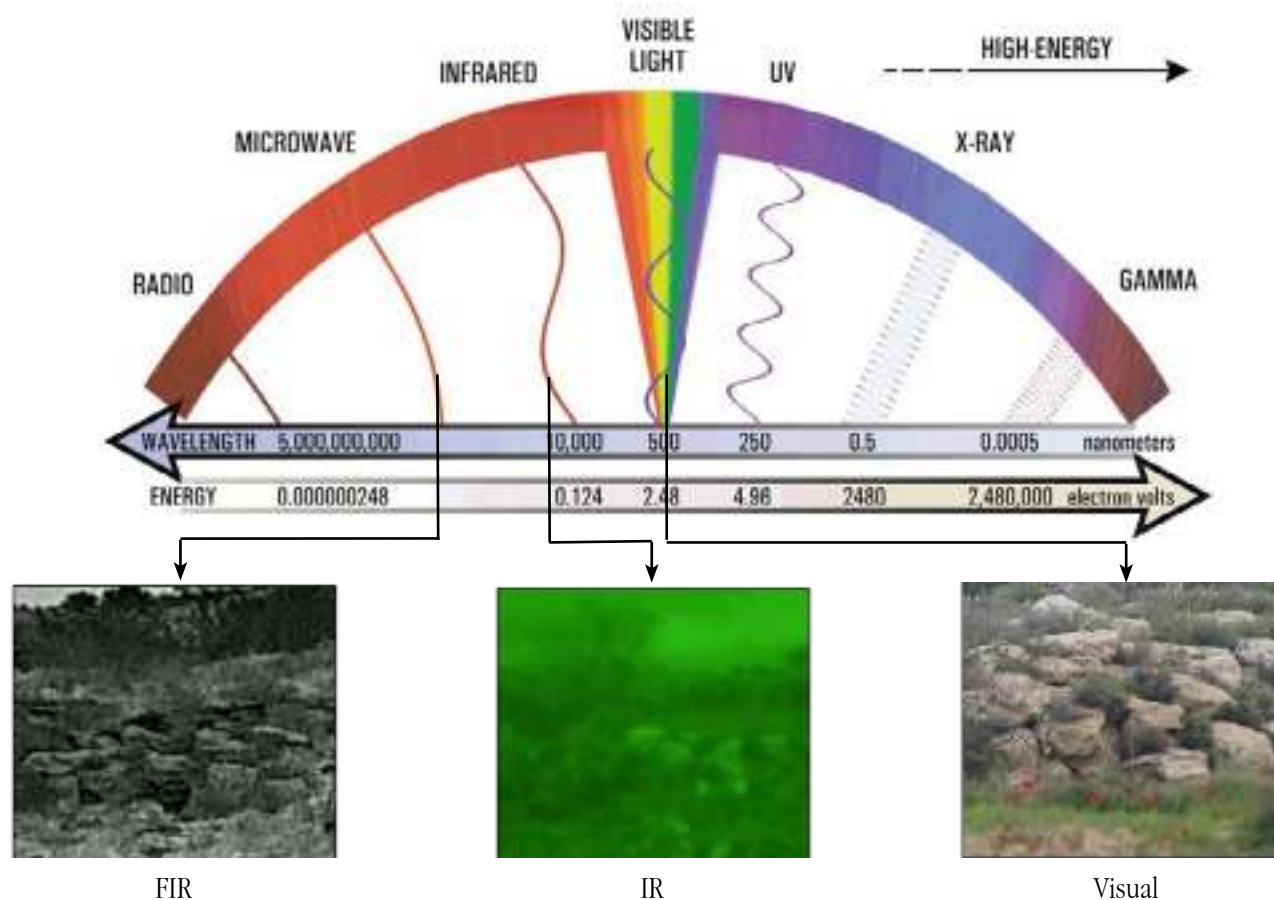 VISIBLE
LIGHT
HIGH-ENERGY
INFRARED
UV
MICROWAVE
X-RAY
RADIO
GAMMA
WAVELENGTH 5,000,000,000 10,000 500 250 0.5 0.0005 nanometers
ENERGY 0.000000248 0.124 2.48 4.96 2480 2,480,000 electron volts
FIR IR Visual